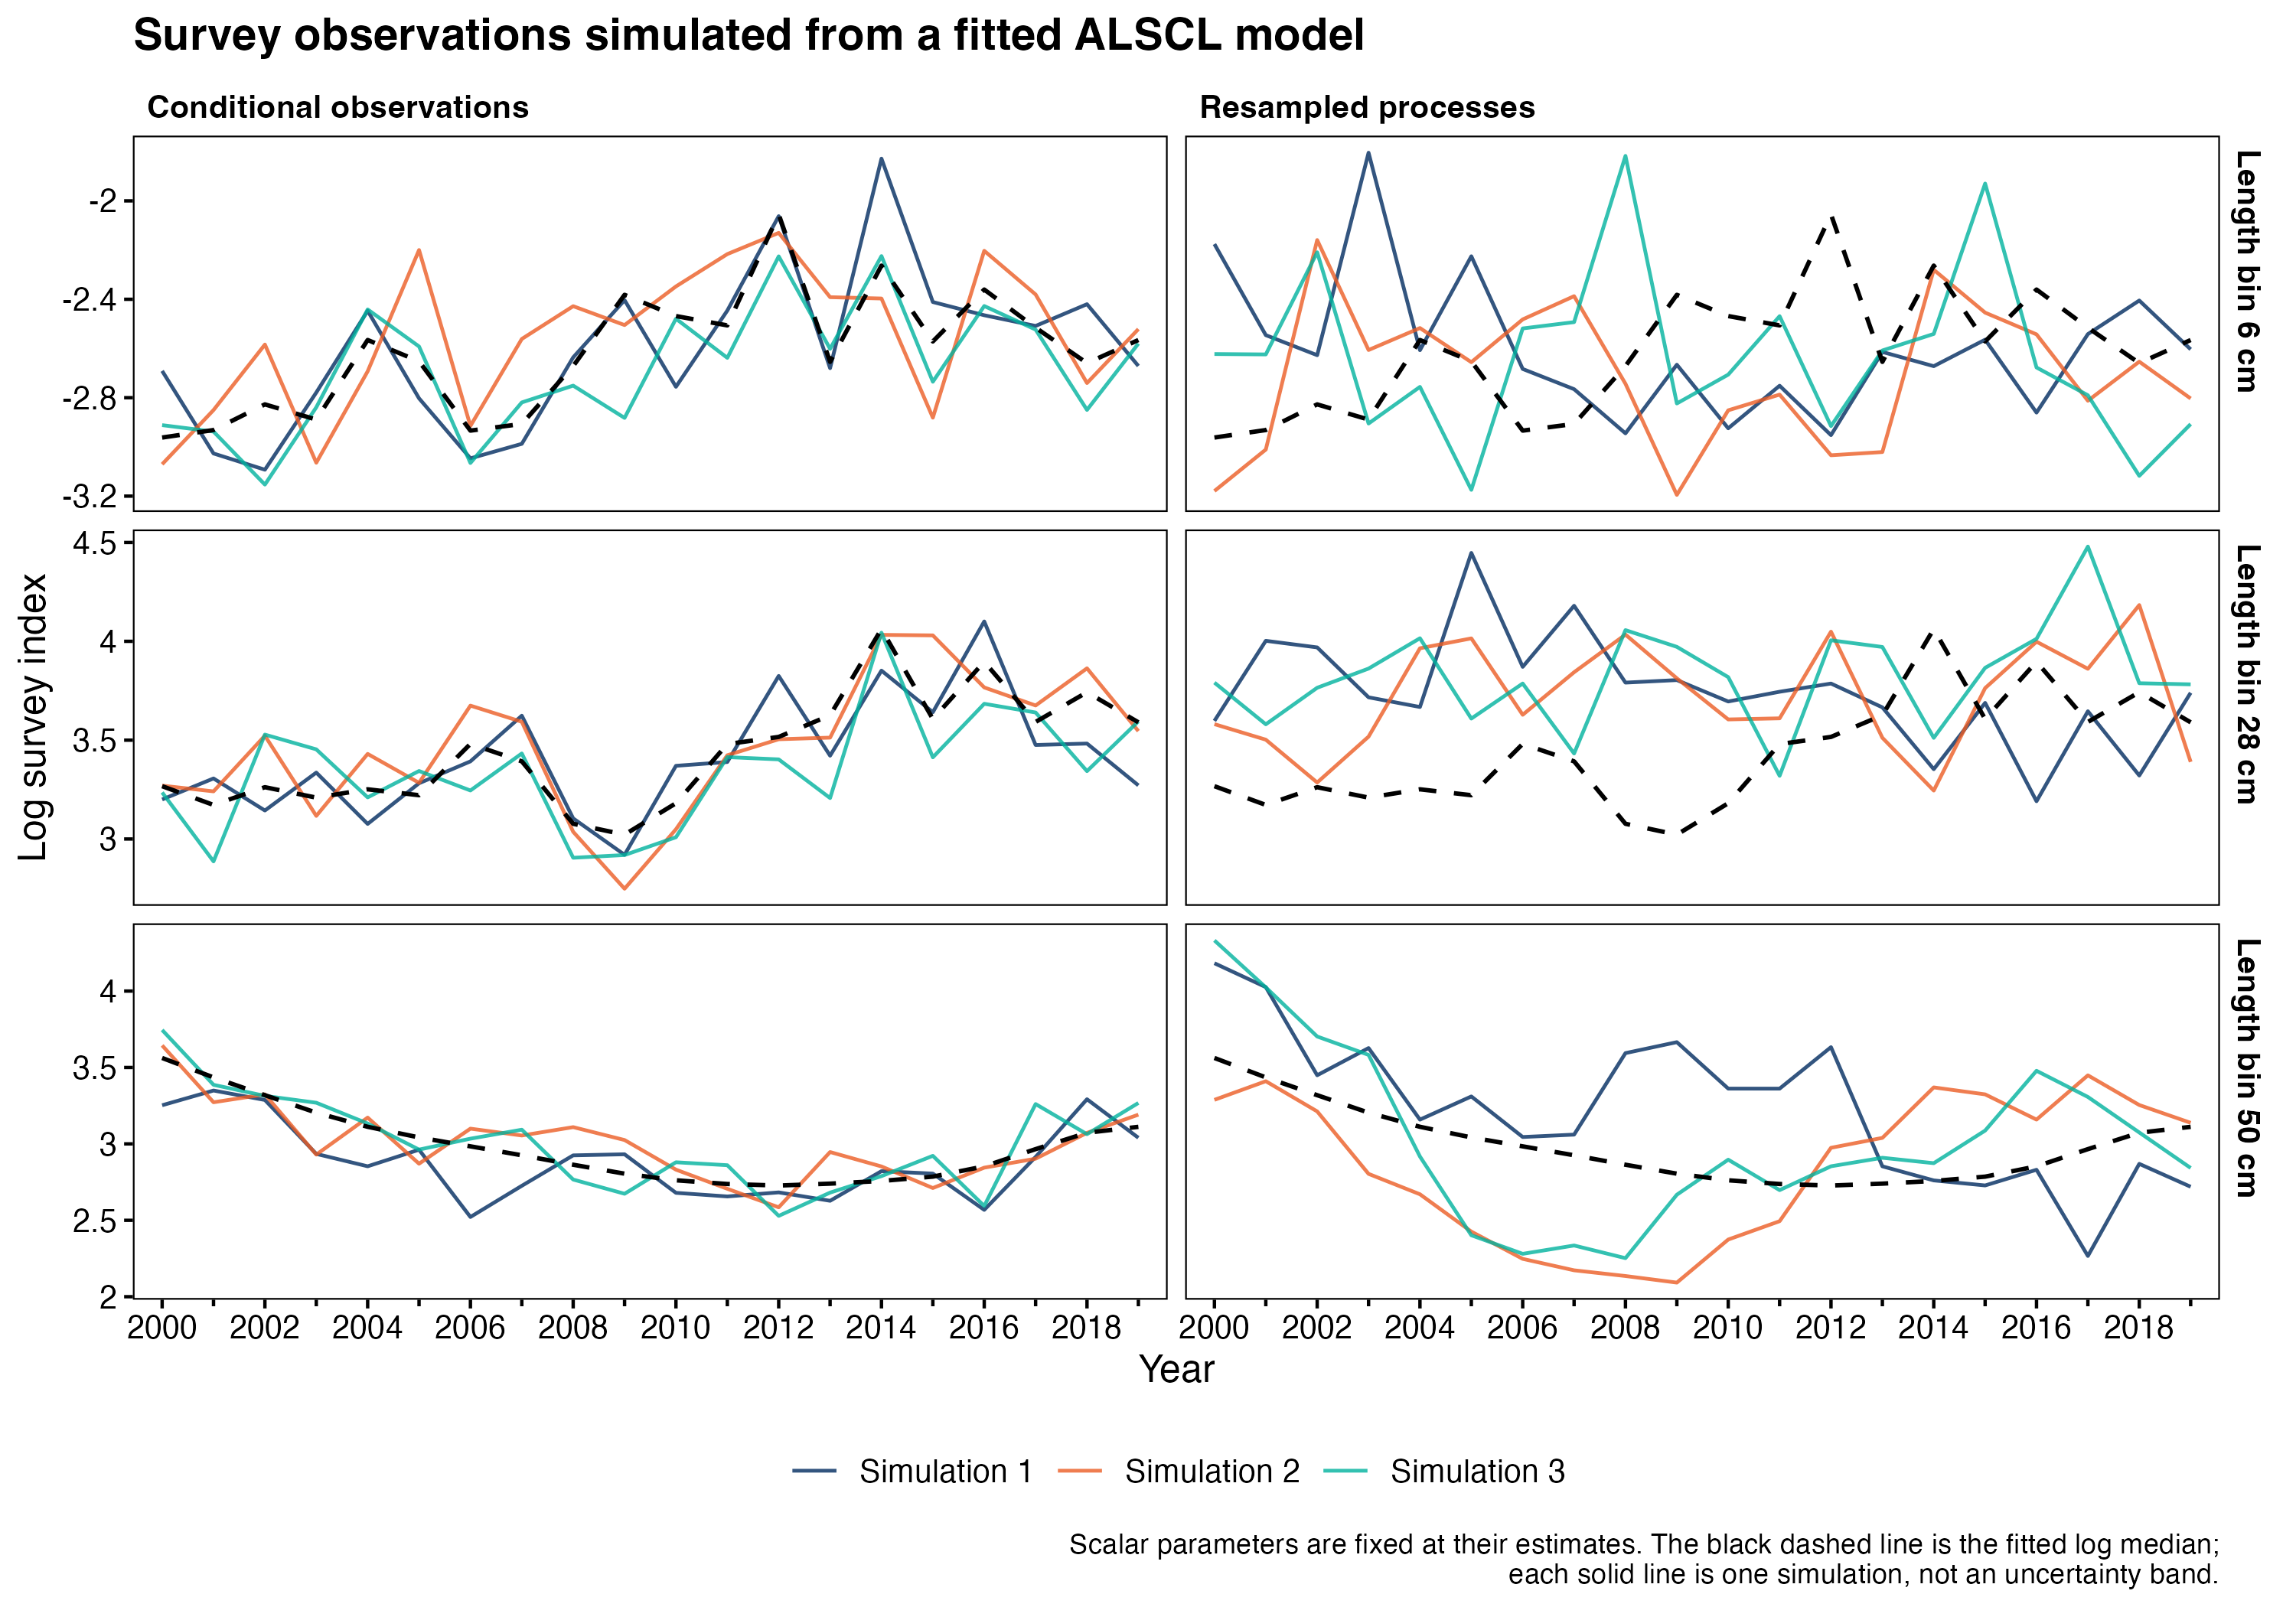 Survey observations simulated from a fitted ALSCL model
Conditional observations
Resampled processes
Log survey index
-2
-2.4
-2.8
-3.2
Length bin 6 cm
4.5
4
3.5
3
Length bin 28 cm
4
3.5
3
2.5
2
Length bin 50 cm
2000 2002 2004 2006 2008 2010 2012 2014 2016 2018
2000 2002 2004 2006 2008 2010 2012 2014 2016 2018
Year
Simulation 1 Simulation 2 Simulation 3
Scalar parameters are fixed at their estimates. The black dashed line is the fitted log median;
each solid line is one simulation, not an uncertainty band.